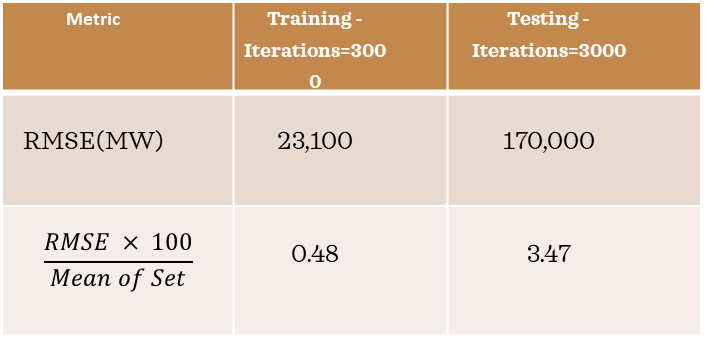 Metric
Training -
Iterations=300
0
Testing -
Iterations=3000
RMSE(MW)
23,100
170,000
RMSE × 100
Mean of Set
0.48
3.47